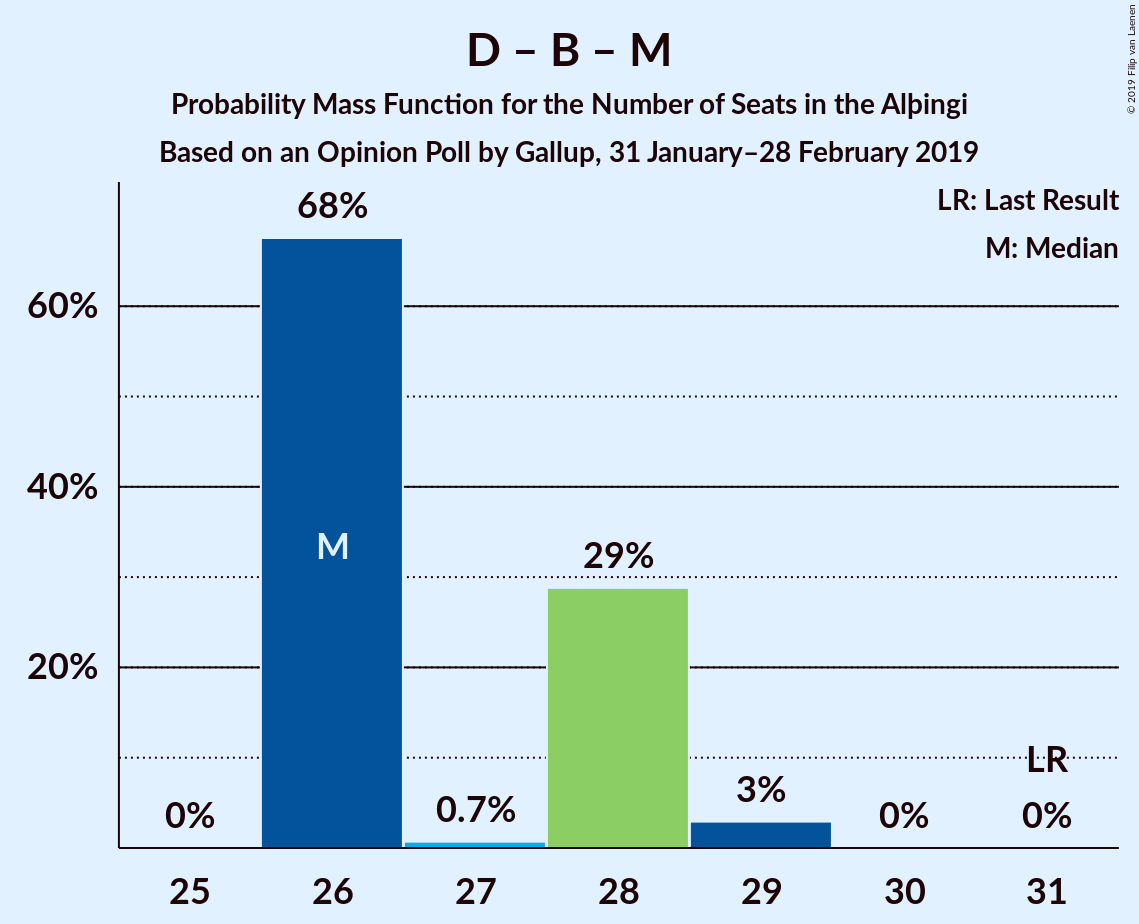 D – B – M
Probability Mass Function for the Number of Seats in the Alþingi
Based on an Opinion Poll by Gallup, 31 January–28 February 2019
© 2019 Filip van Laenen
LR: Last Result
M: Median
68%
60%
40%
20%
M
29%
0%
0.7%
3%
0%
LR
0%
25 26 27 28 29 30 31